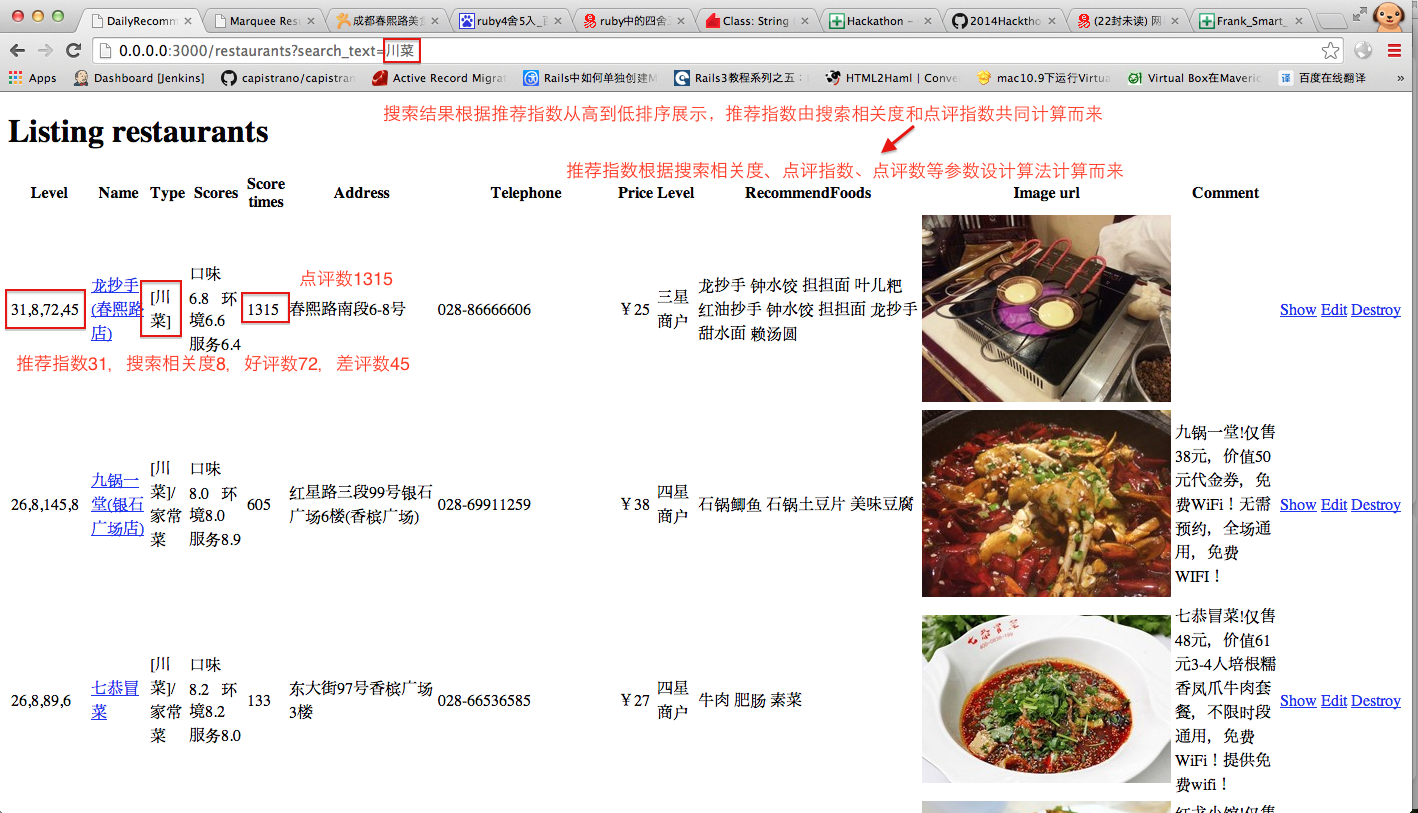 DailyRecomm
Marquee Res
成都春熙路美食
ruby4舍5入_百
ruby中的四舍
Class: String
Hackathon -
2014Hacktho
(22封未读) 网
Frank_Smart_
0.0.0.0:3000/restaurants?search_text=川菜
Apps
Dashboard [Jenkins]
capistrano/capistran
Active Record Migrat
Rails中如何单独创建M
Rails3教程系列之五：
HTML2Haml | Conve
mac10.9下运行Virtua
Virtual Box在Maveric
译
百度在线翻译
»
搜索结果根据推荐指数从高到低排序展示，推荐指数由搜索相关度和点评指数共同计算而来
Listing restaurants
推荐指数根据搜索相关度、点评指数、点评数等参数设计算法计算而来
Level Name Type Scores Score times Address Telephone Price Level RecommendFoods Image url Comment
31,8,72,45
龙抄手
(春熙路
店)
[川
菜]
口味
6.8 环
境6.6
服务6.4
点评数1315
1315
春熙路南段6-8号
028-86666606
￥25
三星
商户
龙抄手 钟水饺 担担面 叶儿粑
红油抄手 钟水饺 担担面 龙抄手
甜水面 赖汤圆
Show Edit Destroy
推荐指数31，搜索相关度8，好评数72，差评数45
26,8,145,8
九锅一
堂(银石
广场店)
[川
菜]/
家常
菜
口味
8.0 环
境8.0
服务8.9
605
红星路三段99号银石
广场6楼(香槟广场)
028-69911259
￥38
四星
商户
石锅鲫鱼 石锅土豆片 美味豆腐
九锅一堂!仅售
38元，价值50
元代金券，免
费WiFi！无需
预约，全场通
用，免费
WIFI！
Show Edit Destroy
26,8,89,6
七恭冒
菜
[川
菜]/
家常
菜
口味
8.2 环
境8.2
服务8.0
133
东大街97号香槟广场
3楼
028-66536585
￥27
四星
商户
牛肉 肥肠 素菜
七恭冒菜
七恭冒菜!仅售
48元，价值61
元3-4人培根糯
香凤爪牛肉套
餐，不限时段
通用，免费
WiFi！提供免
费wifi！
Show Edit Destroy